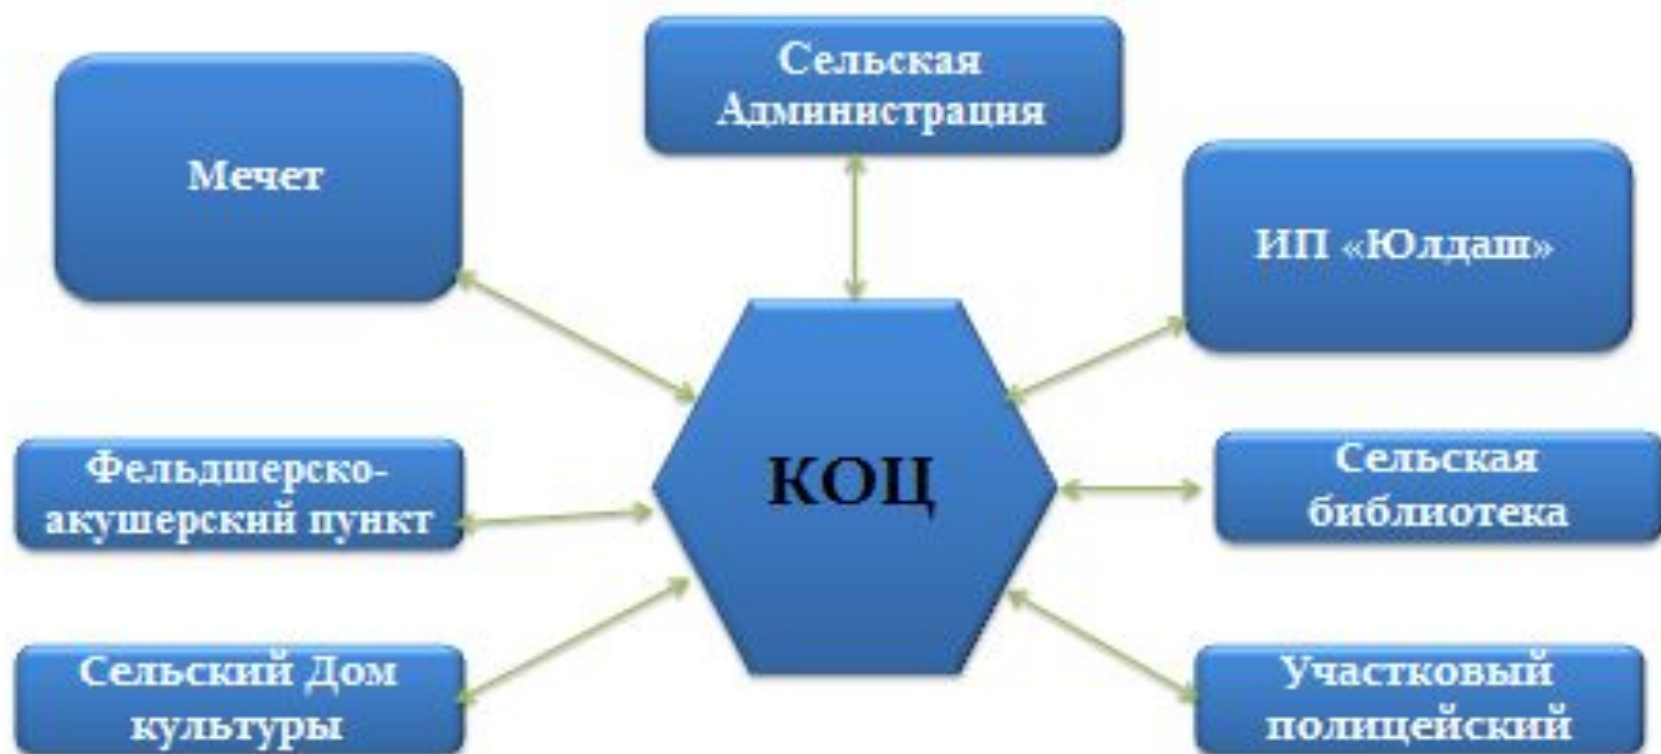 Сельская
Администрация
Мечет
ИП «Юлдаш»
КОЦ
Фельдшерско-
акушерский пункт
Сельская
библиотека
Сельский Дом
культуры
Участковый
полицейский